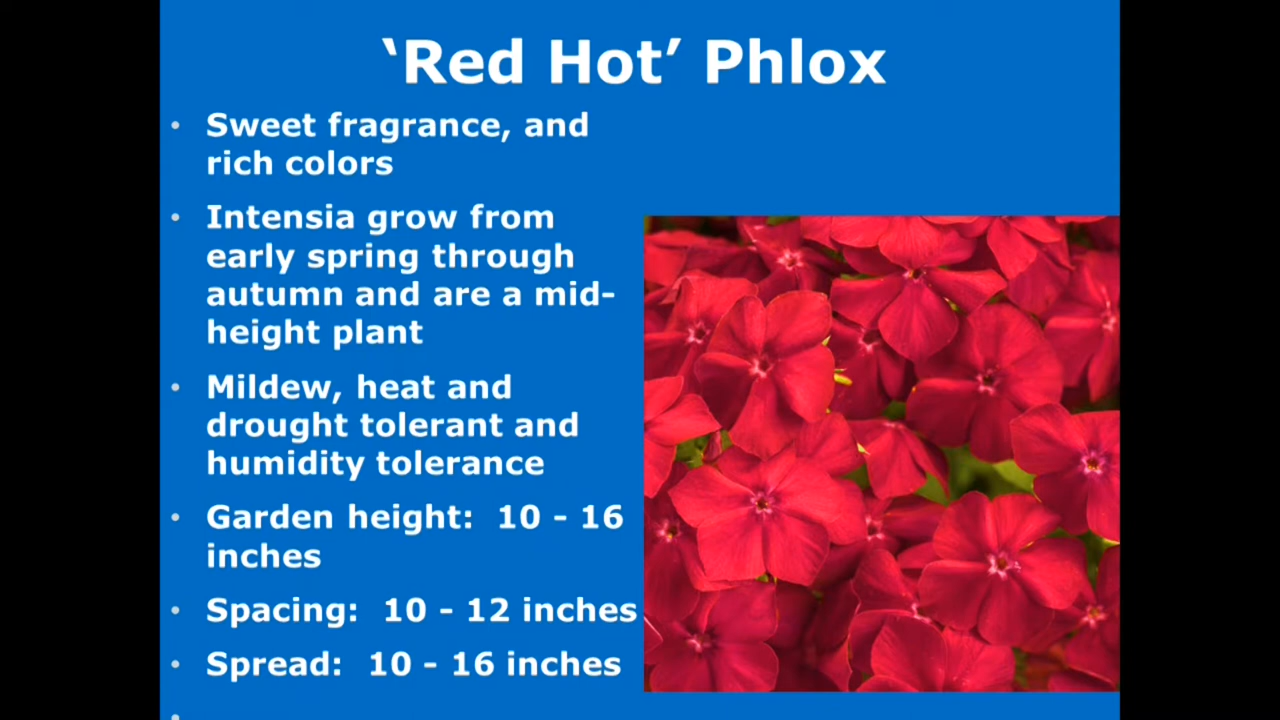 ‘Red Hot’ Phlox
• Sweet fragrance, and
rich colors
• Intensia grow from
early spring through
autumn and are a mid-
height plant
• Mildew, heat and
drought tolerant and
humidity tolerance
• Garden height:  10 - 16
inches
• Spacing:  10 - 12 inches
• Spread:  10 - 16 inches
•